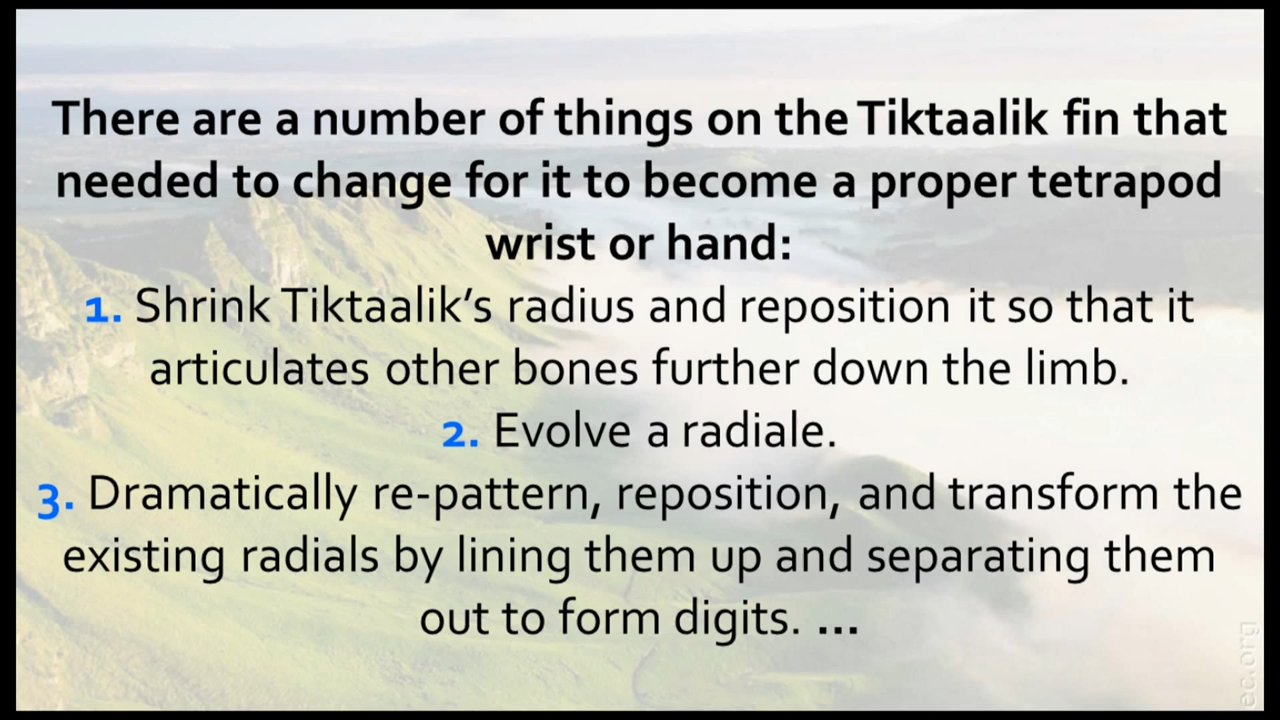 There are a number of things on the Tiktaalik fin that
needed to change for it to become a proper tetrapod
wrist or hand:
1. Shrink Tiktaalik’s radius and reposition it so that it
articulates other bones further down the limb.
2. Evolve a radiale.
3. Dramatically re-pattern, reposition, and transform the
existing radials by lining them up and separating them
out to form digits. ...
ec.org